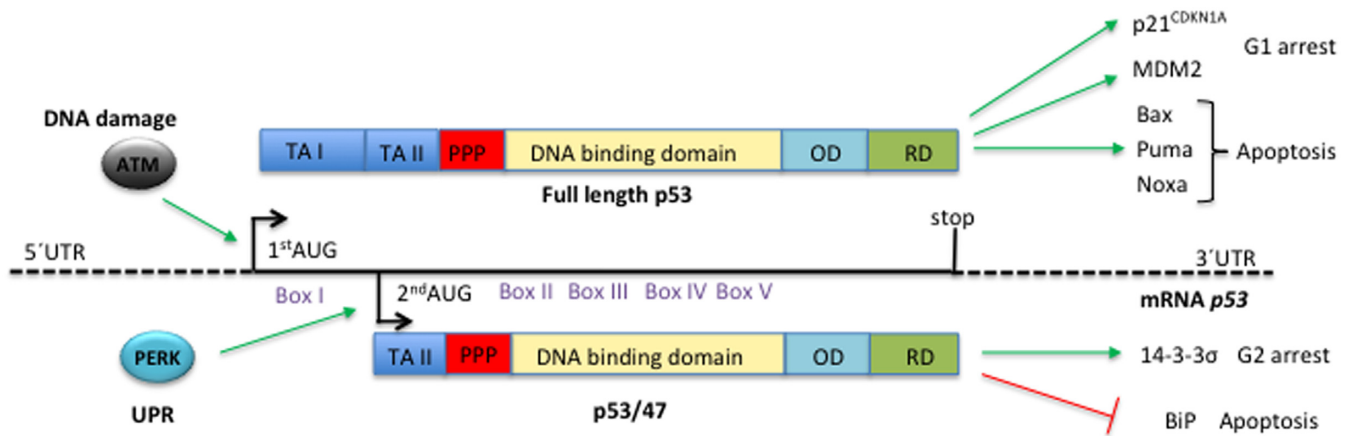 p21CDKN1A
G1 arrest
MDM2
DNA damage
ATM
TA I TA II PPP DNA binding domain OD RD
Full length p53
Bax
Puma
Noxa
Apoptosis
stop
5´UTR
1stAUG
3´UTR
Box I
2ndAUG Box II Box III Box IV Box V
mRNA p53
PERK
UPR
TA II PPP DNA binding domain OD RD
p53/47
14-3-3σ G2 arrest
BiP Apoptosis